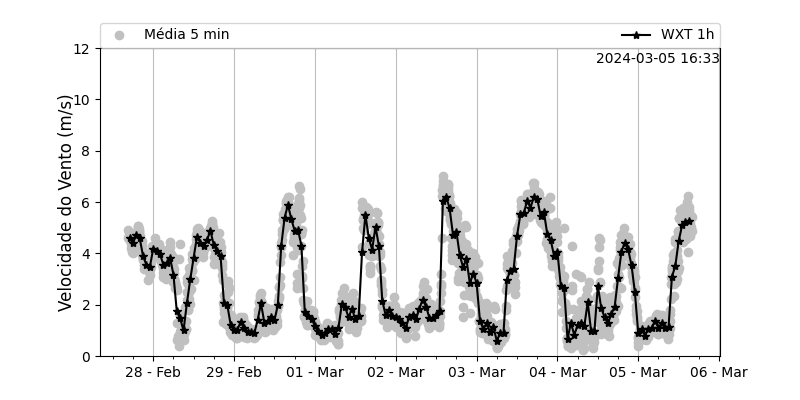 Média 5 min
WXT 1h
2024-03-05 16:33
Velocidade do Vento (m/s)
12
10
8
6
4
2
0
28 - Feb
29 - Feb
01 - Mar
02 - Mar
03 - Mar
04 - Mar
05 - Mar
06 - Mar